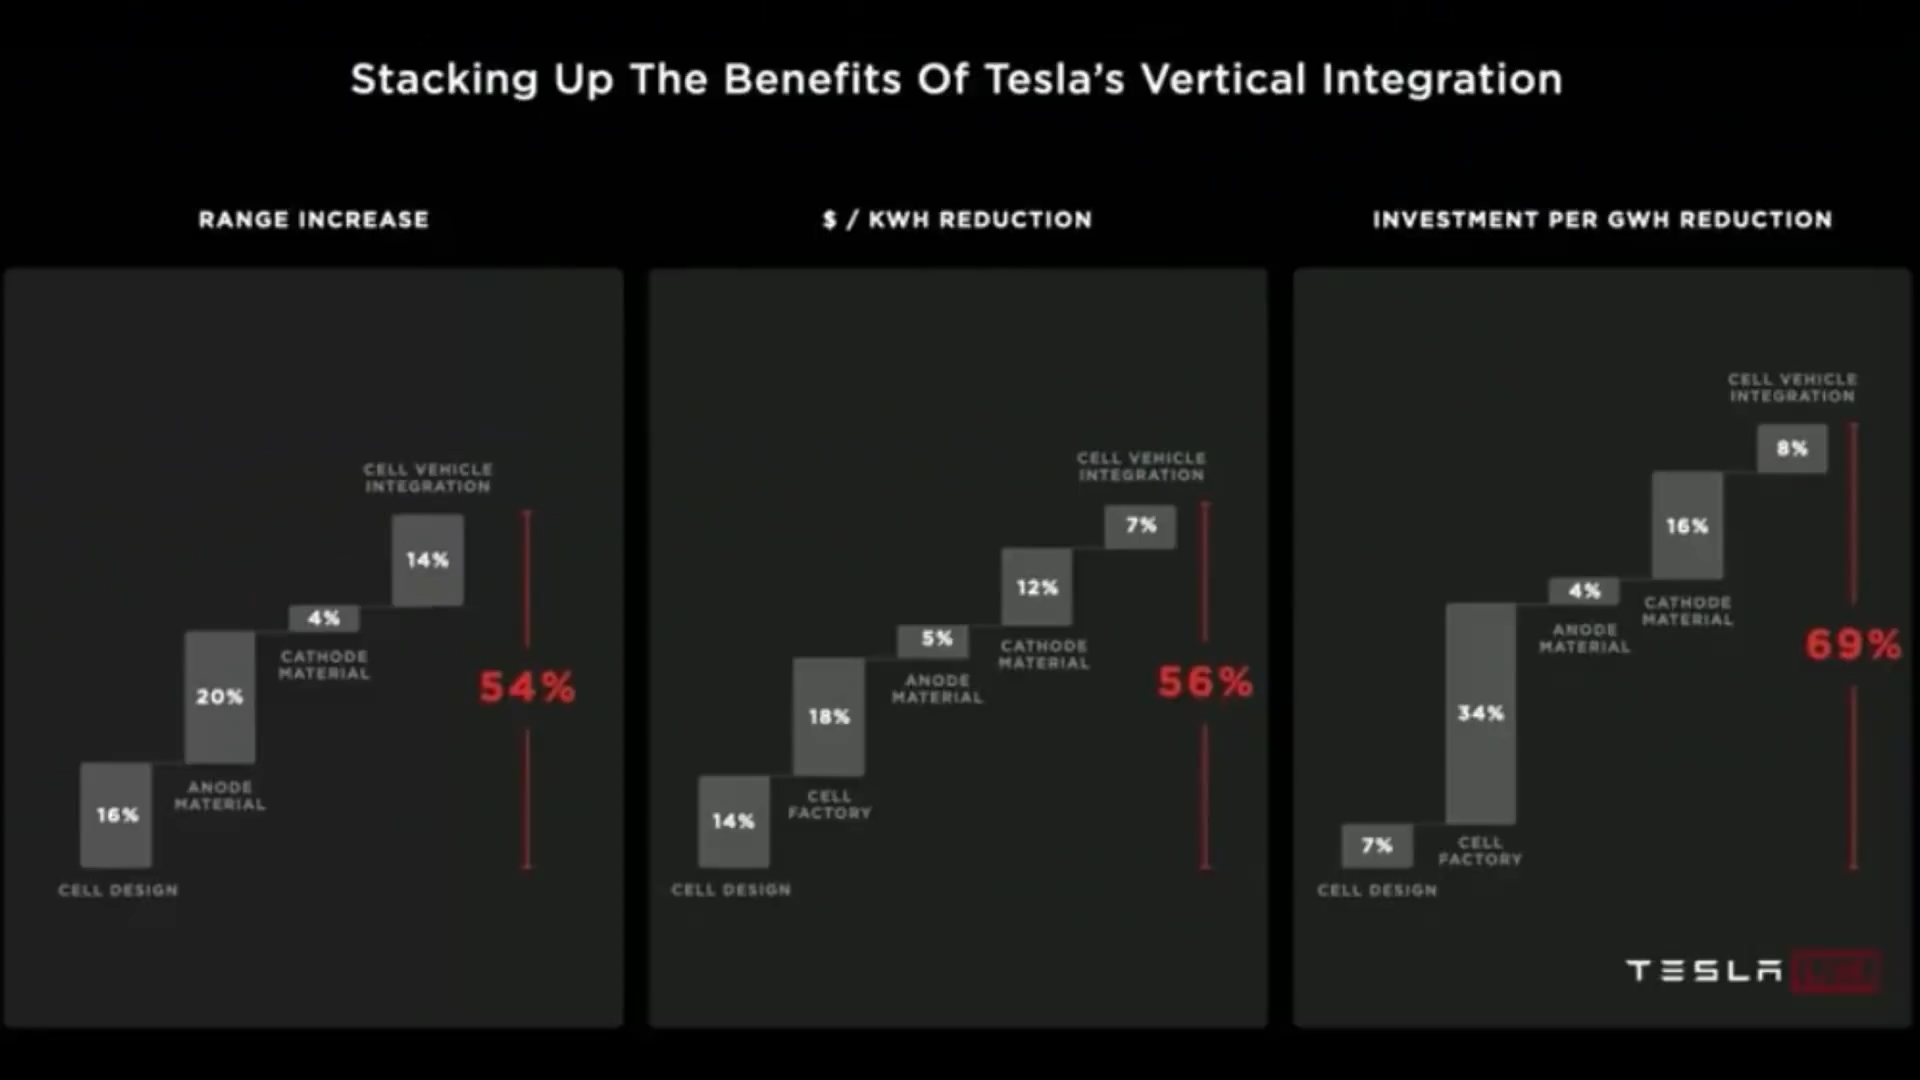 Stacking Up The Benefits Of Tesla's Vertical Integration
RANGE INCREASE
CELL VEHICLE
INTEGRATION
14%
4%
CATHODE
MATERIAL
20%
ANODE
MATERIAL
16%
CELL DESIGN
54%
$ / KWH REDUCTION
CELL VEHICLE
INTEGRATION
7%
12%
CATHODE
MATERIAL
5%
ANODE
MATERIAL
18%
CELL
FACTORY
14%
CELL DESIGN
56%
INVESTMENT PER GWH REDUCTION
CELL VEHICLE
INTEGRATION
8%
16%
CATHODE
MATERIAL
4%
ANODE
MATERIAL
34%
CELL
FACTORY
7%
CELL DESIGN
69%
TESLA